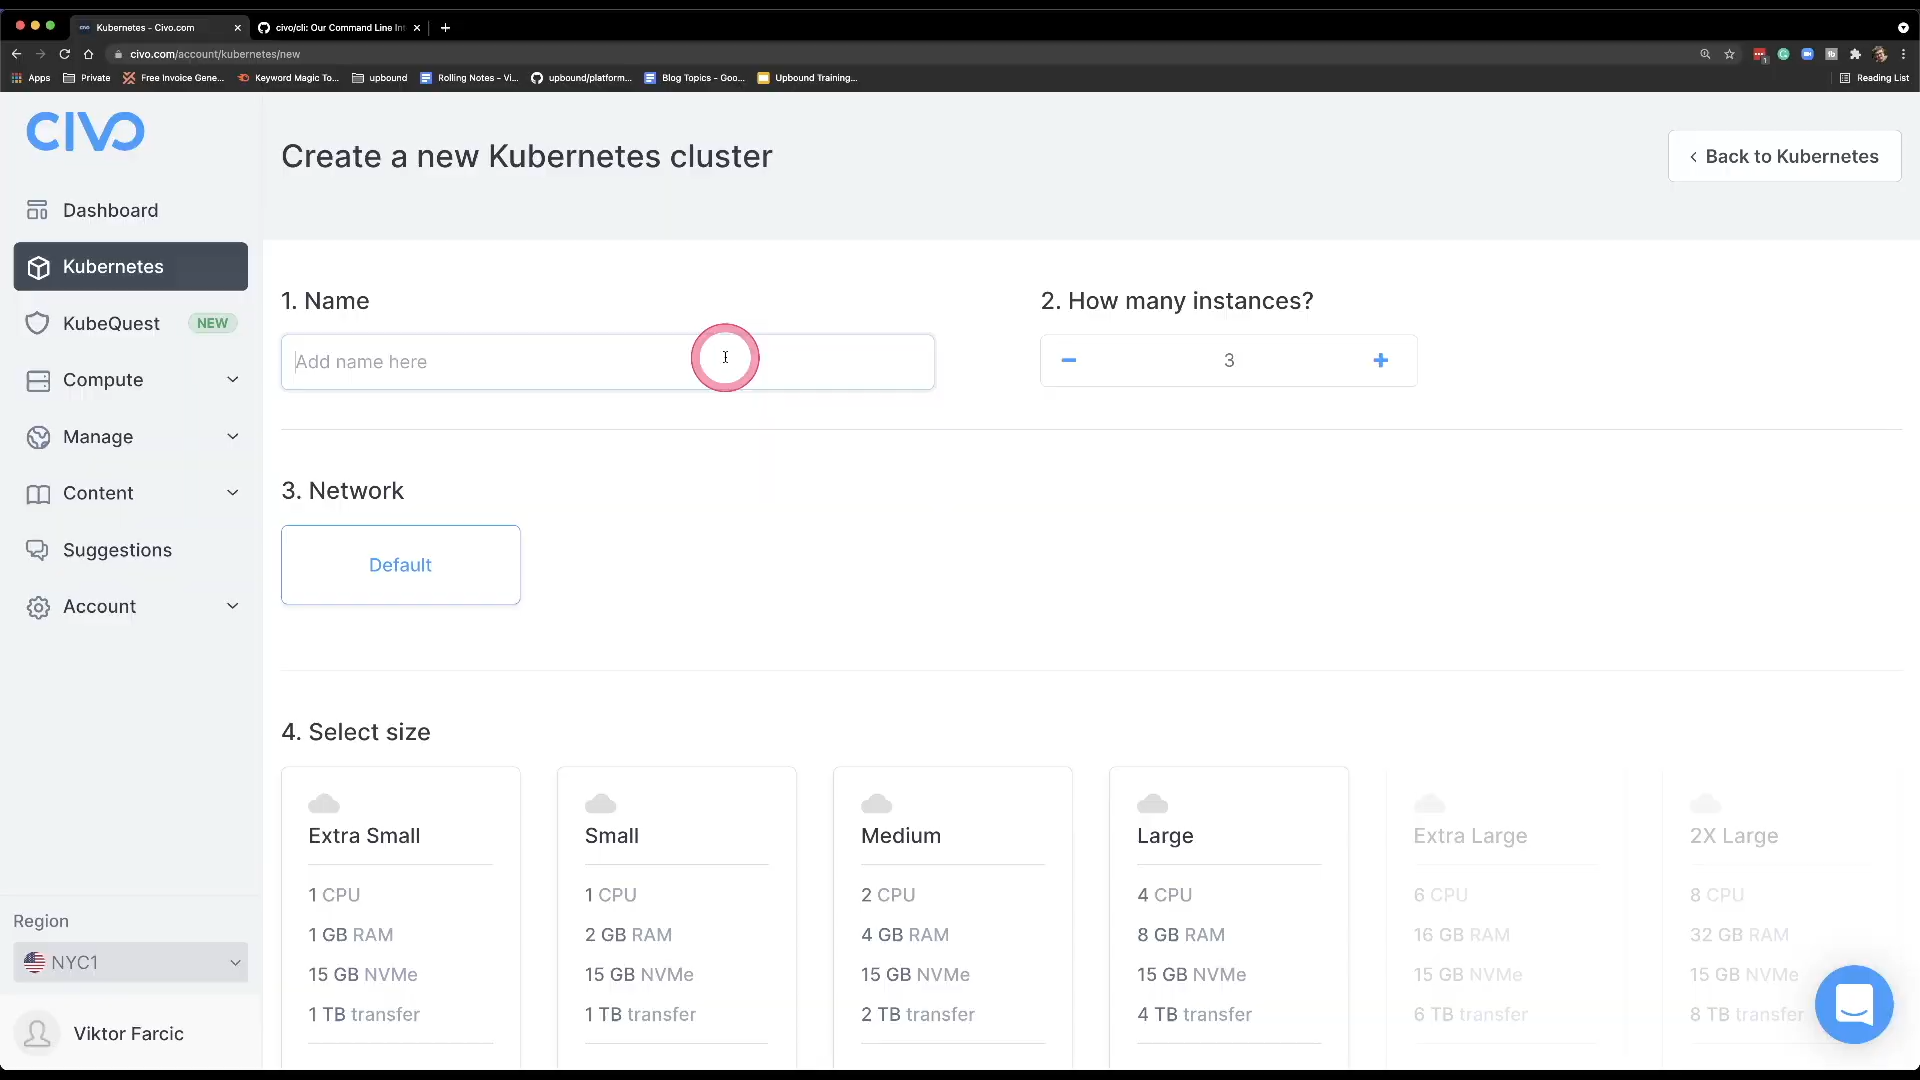 Kubernetes - Civo.com
civo/cli: Our Command Line Int
civo.com/account/kubernetes/new
Apps
Private
Free Invoice Gene...
Keyword Magic To...
upbound
Rolling Notes - Vi...
upbound/platform...
Blog Topics - Goo...
Upbound Training...
Reading List
CIVO
Create a new Kubernetes cluster
Back to Kubernetes
Dashboard
Kubernetes
KubeQuest NEW
Compute
Manage
Content
Suggestions
Account
Region
NYC1
Viktor Farcic
1. Name
Add name here
2. How many instances?
3
3. Network
Default
4. Select size
Extra Small
1 CPU
1 GB RAM
15 GB NVMe
1 TB transfer
Small
1 CPU
2 GB RAM
15 GB NVMe
1 TB transfer
Medium
2 CPU
4 GB RAM
15 GB NVMe
2 TB transfer
Large
4 CPU
8 GB RAM
15 GB NVMe
4 TB transfer
Extra Large
6 CPU
16 GB RAM
15 GB NVMe
6 TB transfer
2X Large
8 CPU
32 GB RAM
15 GB NVMe
8 TB transfer